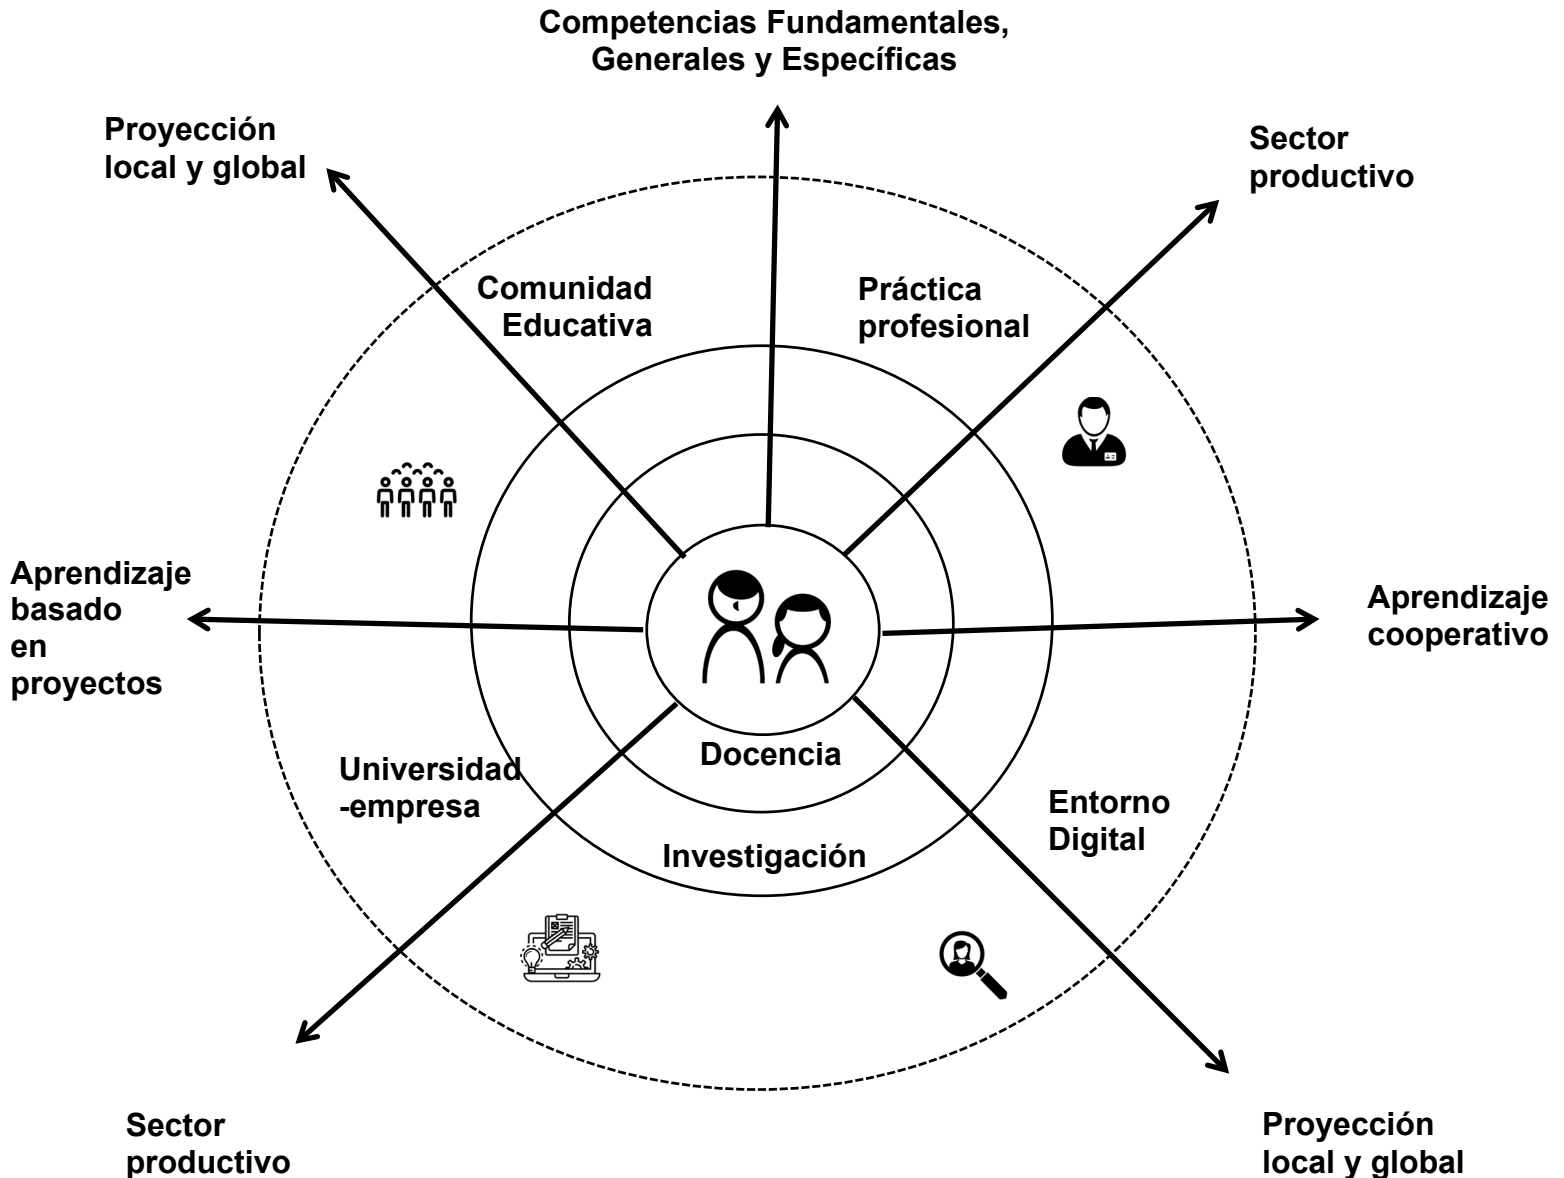 Competencias Fundamentales,
Generales y Específicas
Proyección
local y global
Sector
productivo
Comunidad
Educativa
Práctica
profesional
Aprendizaje
basado
en
proyectos
Aprendizaje
cooperativo
Universidad
-empresa
Docencia
Entorno
Digital
Investigación
Sector
productivo
Proyección
local y global